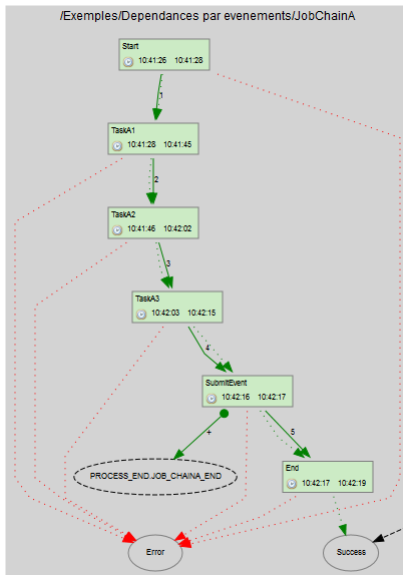 /Exemples/Dependances par evenements/JobChainA
Start
10:41:26 10:41:28
1
TaskA1
10:41:28 10:41:45
2
TaskA2
10:41:46 10:42:02
3
TaskA3
10:42:03 10:42:15
4
SubmitEvent
10:42:16 10:42:17
+
5
PROCESS_END.JOB_CHAINA_END
End
10:42:17 10:42:19
Error
Success